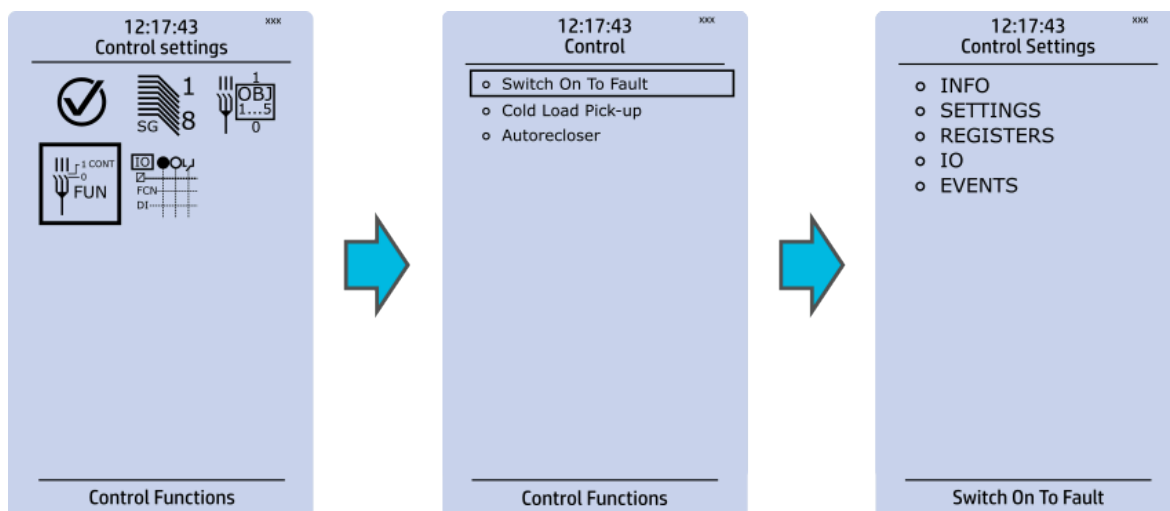 12:17:43
xxx
Control settings
SG
1
8
1
OBJ
1...5
0
1 CONT
0
FUN
IO
FCN
DI
Control Functions
12:17:43
xxx
Control
Switch On To Fault
Cold Load Pick-up
Autorecloser
Control Functions
12:17:43
xxx
Control Settings
INFO
SETTINGS
REGISTERS
IO
EVENTS
Switch On To Fault